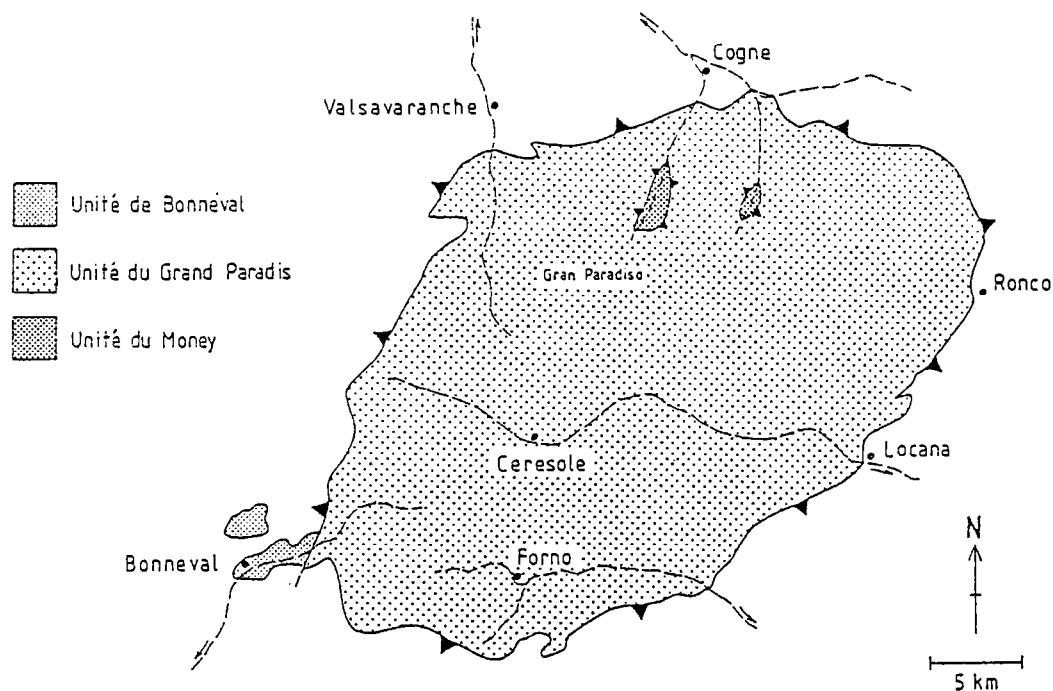 Cogne
Valsavaranche
Unité de Bonneval
Unité du Grand Paradis
Unité du Money
Gran Paradiso
Ronco
Ceresole
Locana
Bonneval
Forno
N
5 km